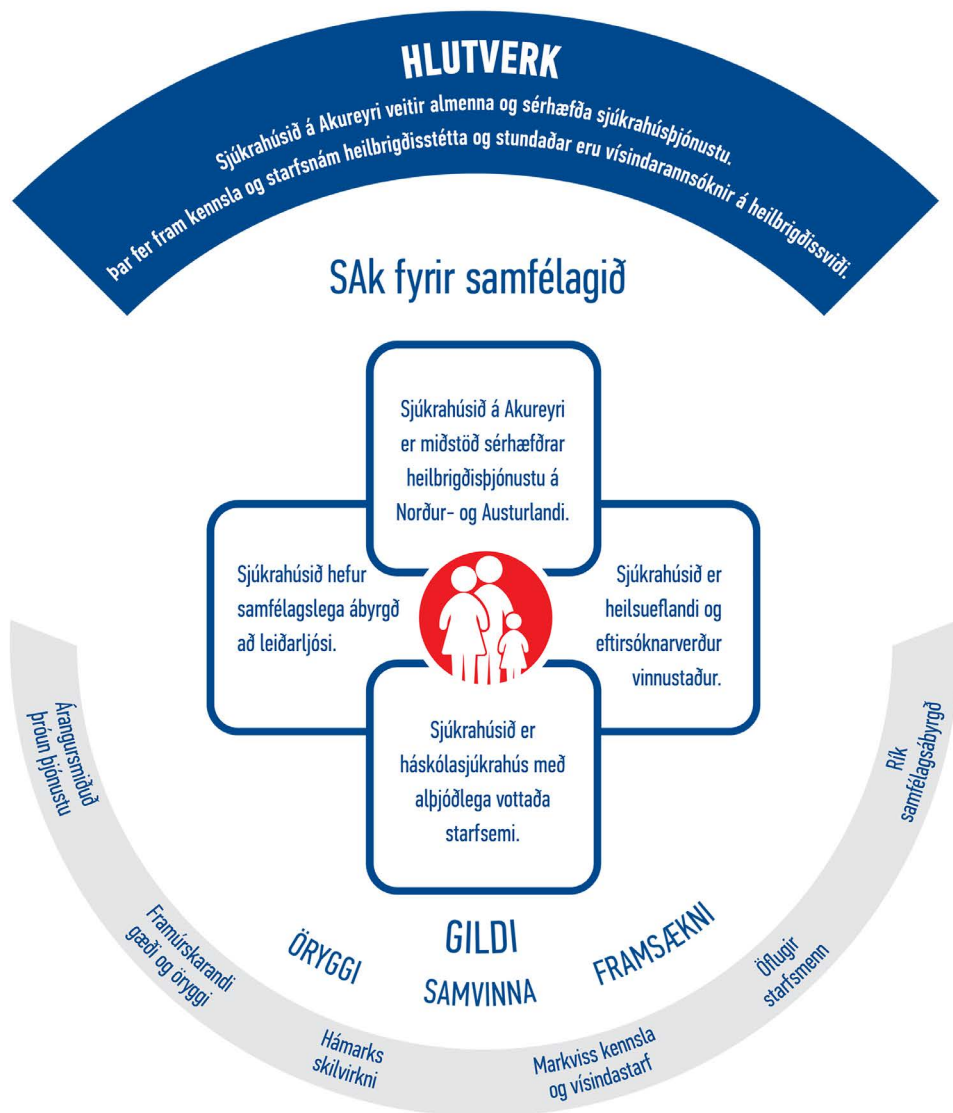 HLUTVERK
Sjúkrahúsið á Akureyri veitir almenna og sérhæfða sjúkrahúsþjónustu.
Þar fer fram kennsla og starfsnám heilbrigðisstétta og stundaðar eru vísindarannsóknir á heilbrigðissviði.
SAk fyrir samfélagið
Sjúkrahúsið á Akureyri
er miðstöð sérhæfðrar
heilbrigðisþjónustu á
Norður- og Austurlandi.
Sjúkrahúsið hefur
samfélagslega ábyrgð
að leiðarljósi.
Sjúkrahúsið er
heilsueflandi og
eftirsóknarverður
vinnustaður.
Sjúkrahúsið er
háskólasjúkrahús með
alþjóðlega vottaða
starfsemi.
GILDI
ÖRYGGI
SAMVINNA
FRAMSÆKNI
Árangursmiðuð
þróun þjónustu
Framúrskarandi
gæði og öryggi
Hámarks
skilvirkni
Markviss kennsla
og vísindastarf
Öflugir
starfsmenn
Rík
samfélagsábyrgð